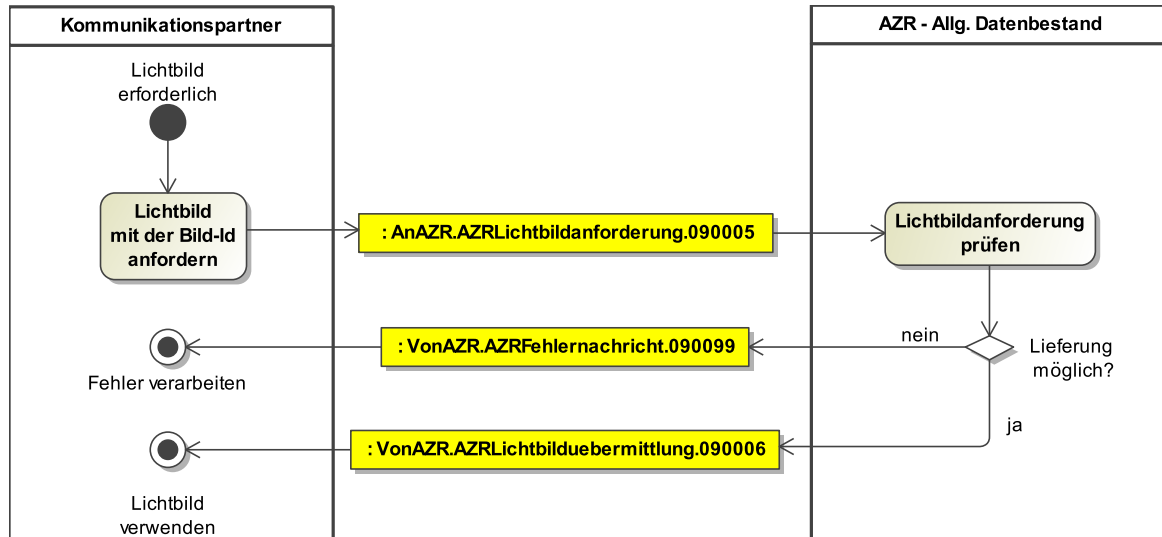 Kommunikationspartner
AZR - Allg. Datenbestand
Lichtbild
erforderlich
Lichtbild
mit der Bild-Id
anfordern
: AnAZR.AZRLichtbildanforderung.090005
Lichtbildanforderung
prüfen
: VonAZR.AZRFehlernachricht.090099
nein
Lieferung
möglich?
Fehler verarbeiten
: VonAZR.AZRLichtbilduebermittlung.090006
ja
Lichtbild
verwenden